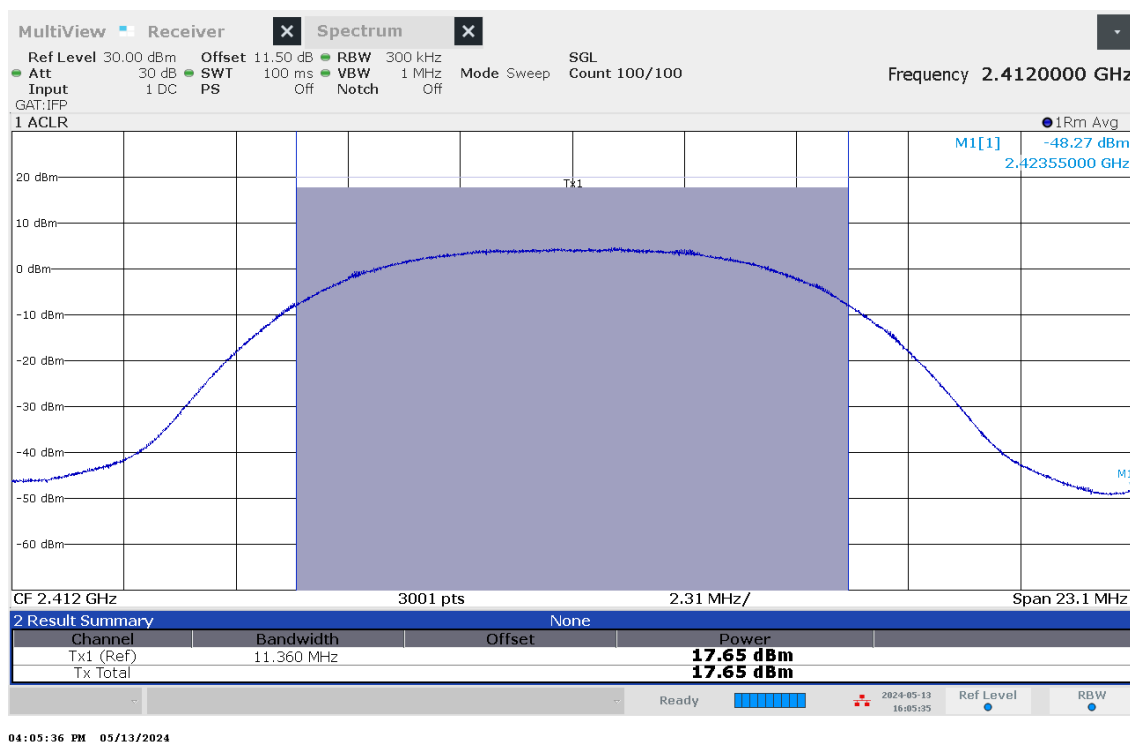 MultiView Receiver Spectrum
Ref Level 30.00 dBm Offset 11.50 dB RBW 300 kHz SGL
Att 30 dB SWT 100 ms VBW 1 MHz Mode Sweep Count 100/100 Frequency 2.4120000 GHz
Input 1 DC PS Off Notch Off
GAT:IFP
1 ACLR 1Rm Avg
M1[1] -48.27 dBm
2.42355000 GHz
20 dBm
Tx1
10 dBm
0 dBm
-10 dBm
-20 dBm
-30 dBm
-40 dBm
M1
-50 dBm
-60 dBm
CF 2.412 GHz 3001 pts 2.31 MHz/ Span 23.1 MHz
2 Result Summary None
Channel Bandwidth Offset Power
Tx1 (Ref) 11.360 MHz 17.65 dBm
Tx Total 17.65 dBm
Ready 2024-05-13 Ref Level RBW
16:05:35
04:05:36 PM 05/13/2024